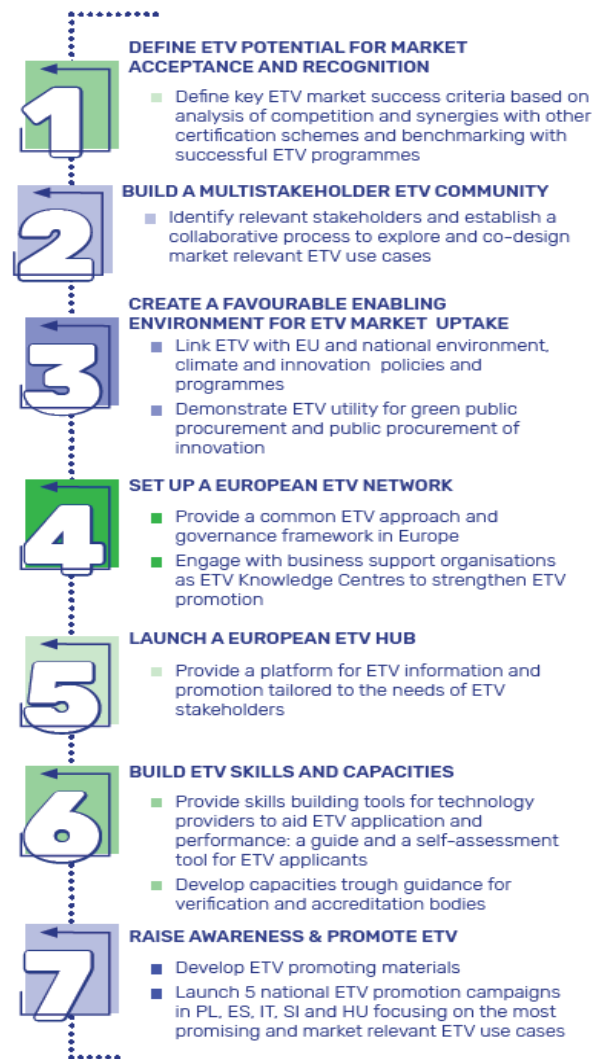 1
DEFINE ETV POTENTIAL FOR MARKET
ACCEPTANCE AND RECOGNITION
Define key ETV market success criteria based on
analysis of competition and synergies with other
certification schemes and benchmarking with
successful ETV programmes
2
BUILD A MULTISTAKEHOLDER ETV COMMUNITY
Identify relevant stakeholders and establish a
collaborative process to explore and co-design
market relevant ETV use cases
3
CREATE A FAVOURABLE ENABLING
ENVIRONMENT FOR ETV MARKET UPTAKE
Link ETV with EU and national environment,
climate and innovation policies and
programmes
Demonstrate ETV utility for green public
procurement and public procurement of
innovation
4
SET UP A EUROPEAN ETV NETWORK
Provide a common ETV approach and
governance framework in Europe
Engage with business support organisations
as ETV Knowledge Centres to strengthen ETV
promotion
5
LAUNCH A EUROPEAN ETV HUB
Provide a platform for ETV information and
promotion tailored to the needs of ETV
stakeholders
6
BUILD ETV SKILLS AND CAPACITIES
Provide skills building tools for technology
providers to aid ETV application and
performance: a guide and a self-assessment
tool for ETV applicants
Develop capacities trough guidance for
verification and accreditation bodies
7
RAISE AWARENESS & PROMOTE ETV
Develop ETV promoting materials
Launch 5 national ETV promotion campaigns
in PL, ES, IT, SI and HU focusing on the most
promising and market relevant ETV use cases